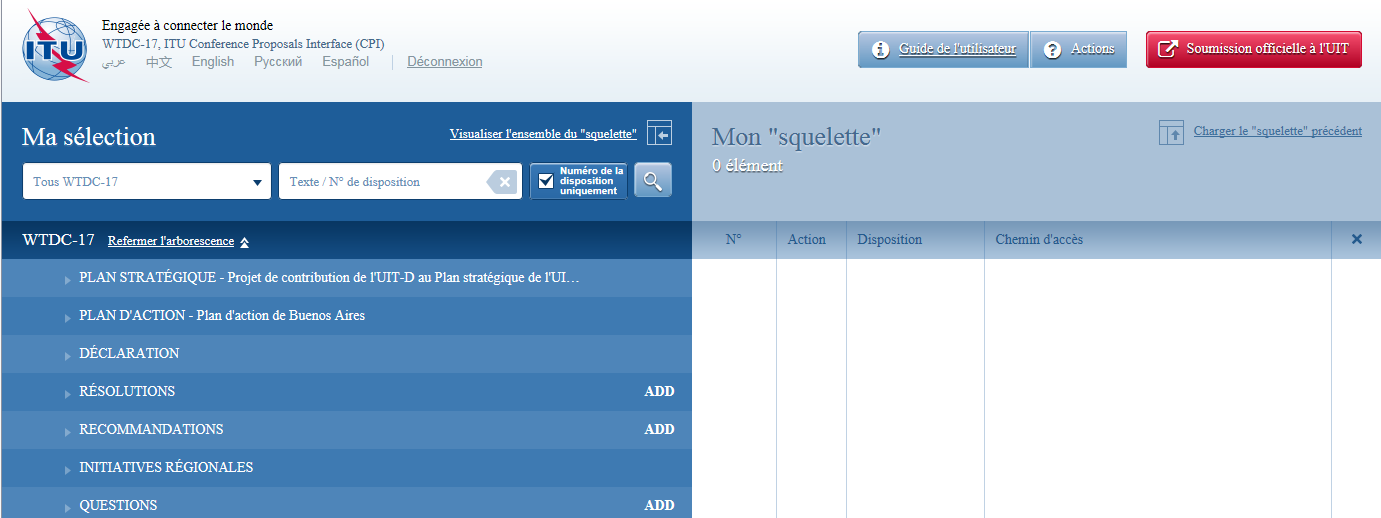 ITU
Engagée à connecter le monde
WTDC-17, ITU Conference Proposals Interface (CPI)
عربي 中文 English Русский Español Déconnexion
Guide de l'utilisateur
Actions
Soumission officielle à l'UIT
Ma sélection
Visualiser l'ensemble du "squelette"
Tous WTDC-17
Texte / N° de disposition
Numéro de la
disposition
uniquement
Mon "squelette"
0 élément
Charger le "squelette" précédent
WTDC-17 Refermer l'arborescence
N° Action Disposition Chemin d'accès
PLAN STRATÉGIQUE - Projet de contribution de l'UIT-D au Plan stratégique de l'UI…
PLAN D'ACTION - Plan d'action de Buenos Aires
DÉCLARATION
RÉSOLUTIONS ADD
RECOMMANDATIONS ADD
INITIATIVES RÉGIONALES
QUESTIONS ADD